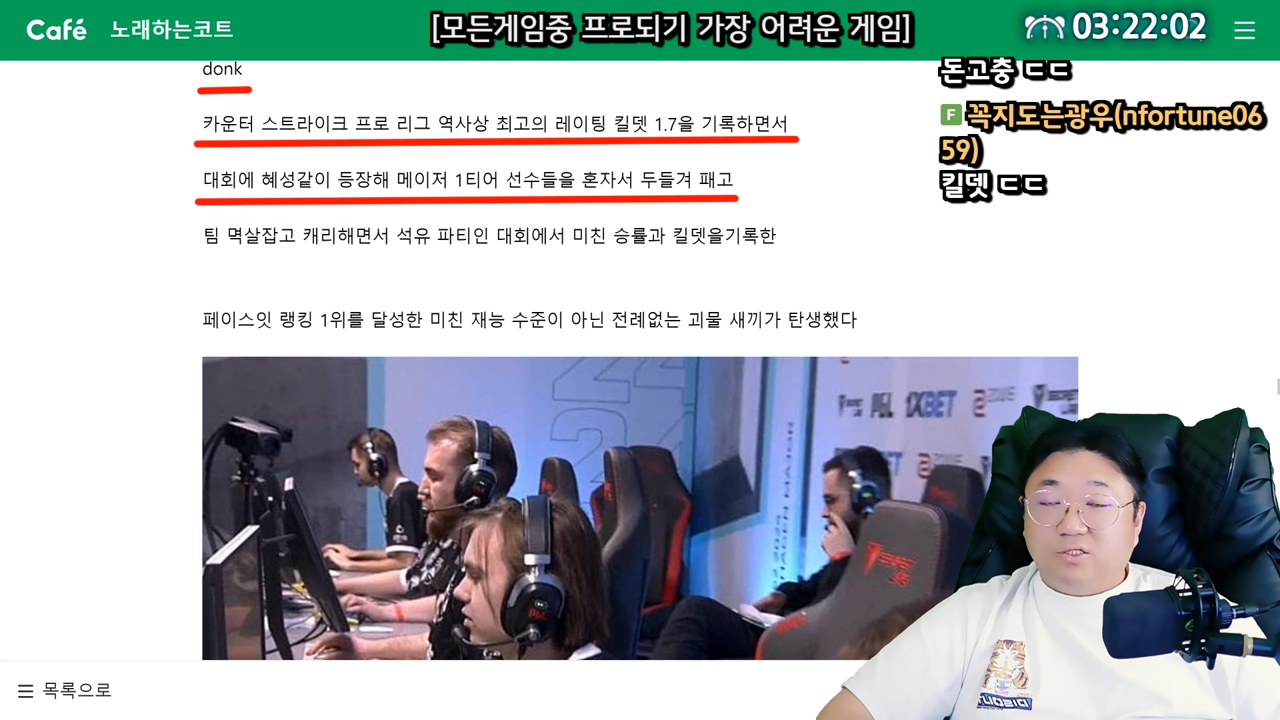 Café 노래하는코트
[모든게임중 프로되기 가장 어려운 게임]
03:22:02
돈고충 ㄷㄷ
F 꼭지도는광우(nfortune06
59)
킬뎃 ㄷㄷ
donk
카운터 스트라이크 프로 리그 역사상 최고의 레이팅 킬뎃 1.7을 기록하면서
대회에 혜성같이 등장해 메이저 1티어 선수들을 혼자서 두들겨 패고
팀 멱살잡고 캐리해면서 석유 파티인 대회에서 미친 승률과 킬뎃을기록한
페이스잇 랭킹 1위를 달성한 미친 재능 수준이 아닌 전례없는 괴물 새끼가 탄생했다
PGL 1XBET
목록으로